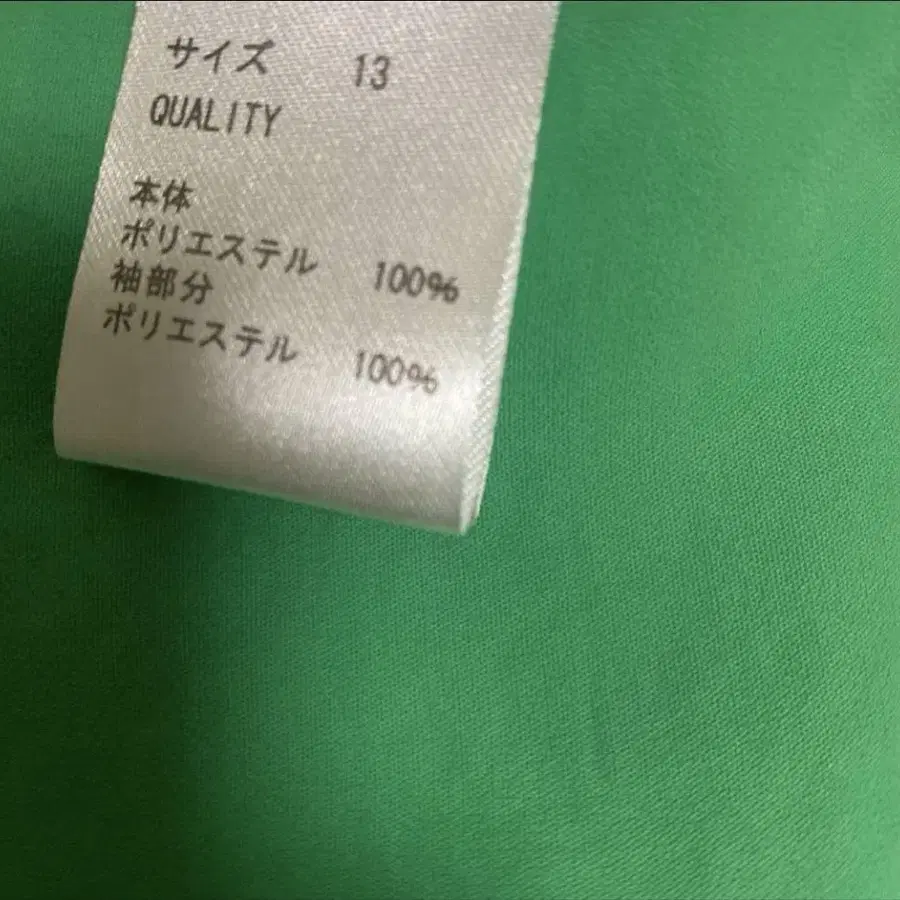 サイズ 13
QUALITY
本体
ポリエステル 100%
袖部分
ポリエステル 100%